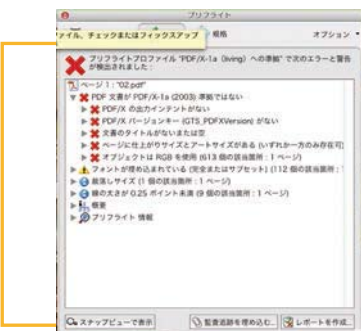 プリフライト
ァイル、チェックまたはフィックスアップ
規格
オプション
プリフライトプロファイル "PDF/X-1a (living) への準拠" で次のエラーと警告
が検出されました:
ページ 1 : "02.pdf"
PDF 文書が PDF/X-1a (2003) 準拠ではない
PDF/X の出力インテントがない
PDF/X バージョンキー (GTS_PDFXVersion) がない
文書のタイトルがないまたは空
ページに仕上がりサイズとアートサイズがある (いずれか一方のみ存在可)
オブジェクトは RGB を使用 (613 個の該当箇所 : 1 ページ)
フォントが埋め込まれている (完全またはサブセット) (112 個の該当箇所 :
段落しサイズ (1 個の該当箇所 : 1 ページ)
線の太さが 0.25 ポイント未満 (9 個の該当箇所 : 1 ページ)
概要
プリフライト 情報
スナップビューで表示
監査追跡を埋め込む...
レポートを作成...